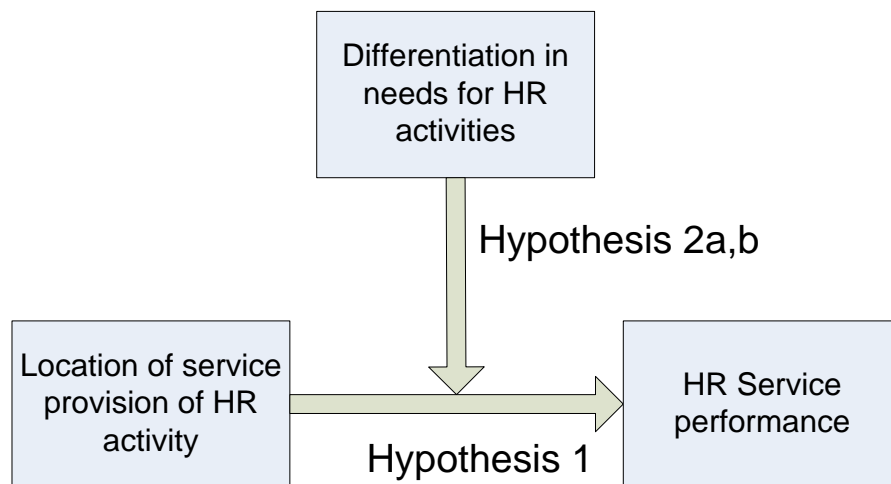 Differentiation in
needs for HR
activities
Hypothesis 2a,b
Location of service
provision of HR
activity
HR Service
performance
Hypothesis 1